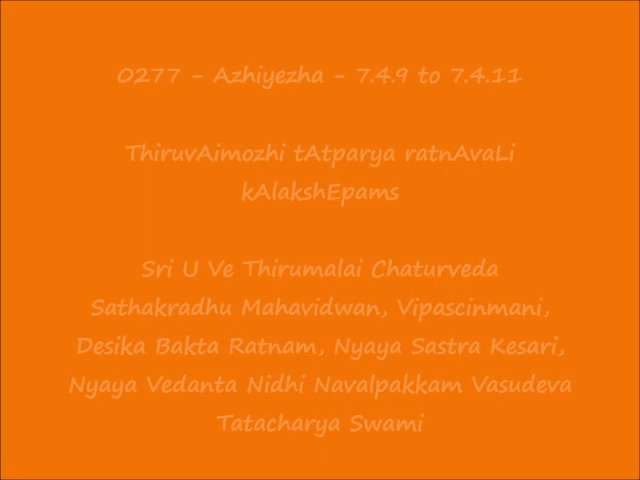 0277 - Azhiyezha - 7.4.9 to 7.4.11
ThiruvAimozhi tAtparya ratnAvaLi
kAlakshEpams
Sri U Ve Thirumalai Chaturveda
Sathakradhu Mahavidwan, Vipascinmani,
Desika Bakta Ratnam, Nyaya Sastra Kesari,
Nyaya Vedanta Nidhi Navalpakkam Vasudeva
Tatacharya Swami